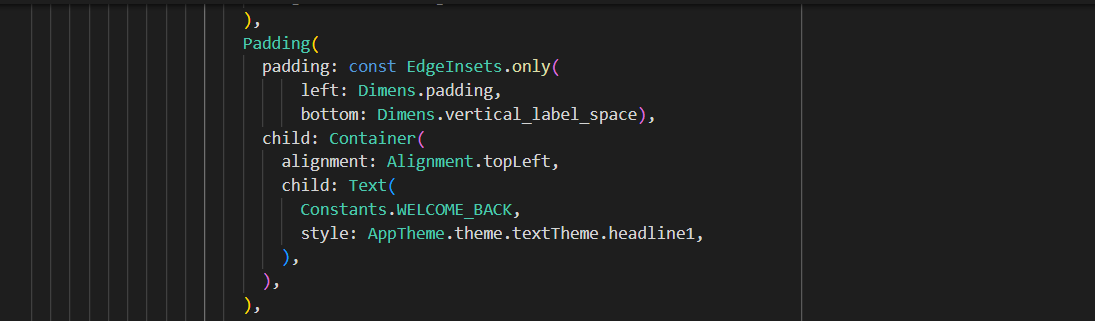 ),
Padding(
padding: const EdgeInsets.only(
left: Dimens.padding,
bottom: Dimens.vertical_label_space),
child: Container(
alignment: Alignment.topLeft,
child: Text(
Constants.WELCOME_BACK,
style: AppTheme.theme.textTheme.headline1,
),
),
),